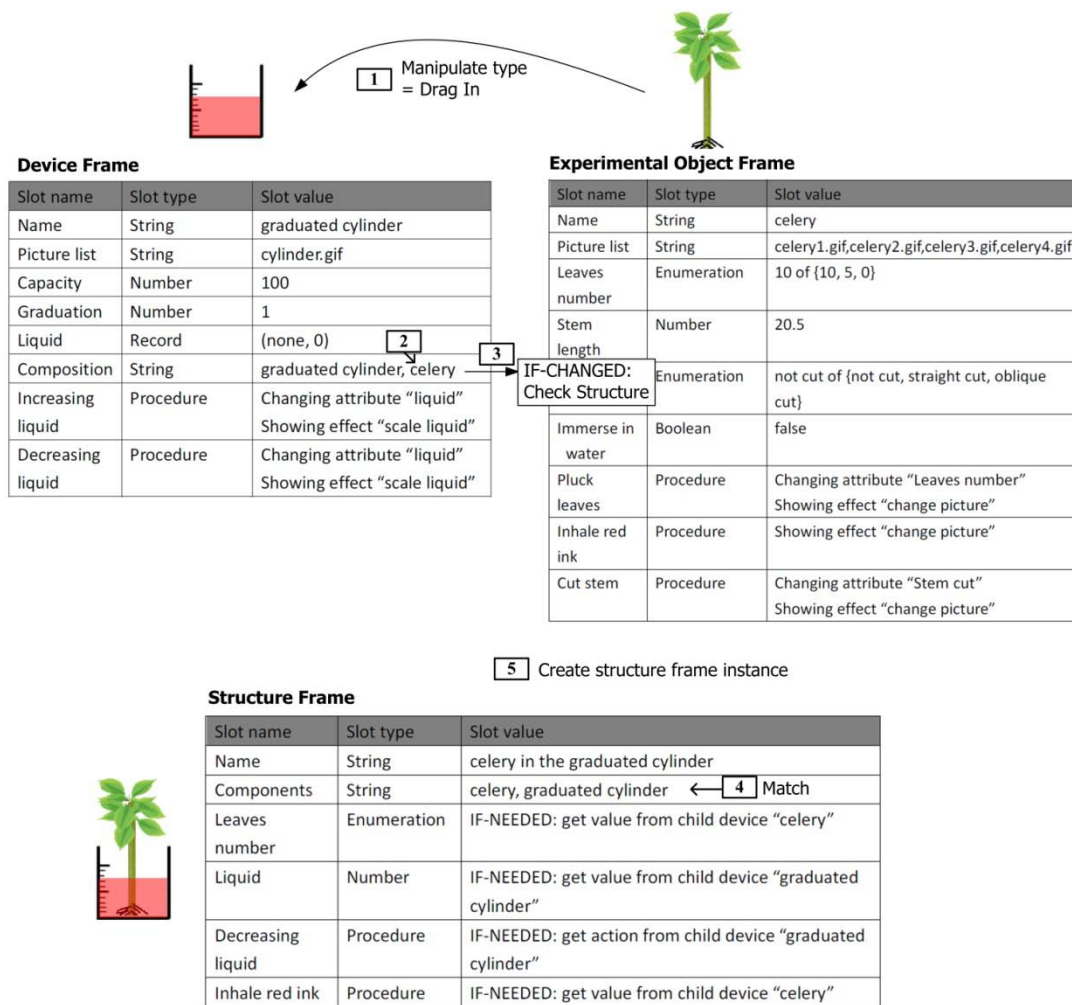 1 Manipulate type
= Drag In
Device Frame
Slot name Slot type Slot value
Name String graduated cylinder
Picture list String cylinder.gif
Capacity Number 100
Graduation Number 1
Liquid Record (none, 0) 2
Composition String graduated cylinder, celery 3
Increasing Procedure Changing attribute “liquid”
liquid Showing effect “scale liquid”
Decreasing Procedure Changing attribute “liquid”
liquid Showing effect “scale liquid”
Experimental Object Frame
Slot name Slot type Slot value
Name String celery
Picture list String celery1.gif,celery2.gif,celery3.gif,celery4.gif
Leaves Enumeration 10 of {10, 5, 0}
number
Stem Number 20.5
length
IF-CHANGED:
Check Structure
Enumeration not cut of {not cut, straight cut, oblique
cut}
Immerse in Boolean false
water
Pluck Procedure Changing attribute “Leaves number”
leaves Showing effect “change picture”
Inhale red Procedure Showing effect “change picture”
ink
Cut stem Procedure Changing attribute “Stem cut”
Showing effect “change picture”
5 Create structure frame instance
Structure Frame
Slot name Slot type Slot value
Name String celery in the graduated cylinder
Components String celery, graduated cylinder 4 Match
Leaves Enumeration IF-NEEDED: get value from child device “celery”
number
Liquid Number IF-NEEDED: get value from child device “graduated
cylinder”
Decreasing Procedure IF-NEEDED: get action from child device “graduated
liquid cylinder”
Inhale red ink Procedure IF-NEEDED: get value from child device “celery”